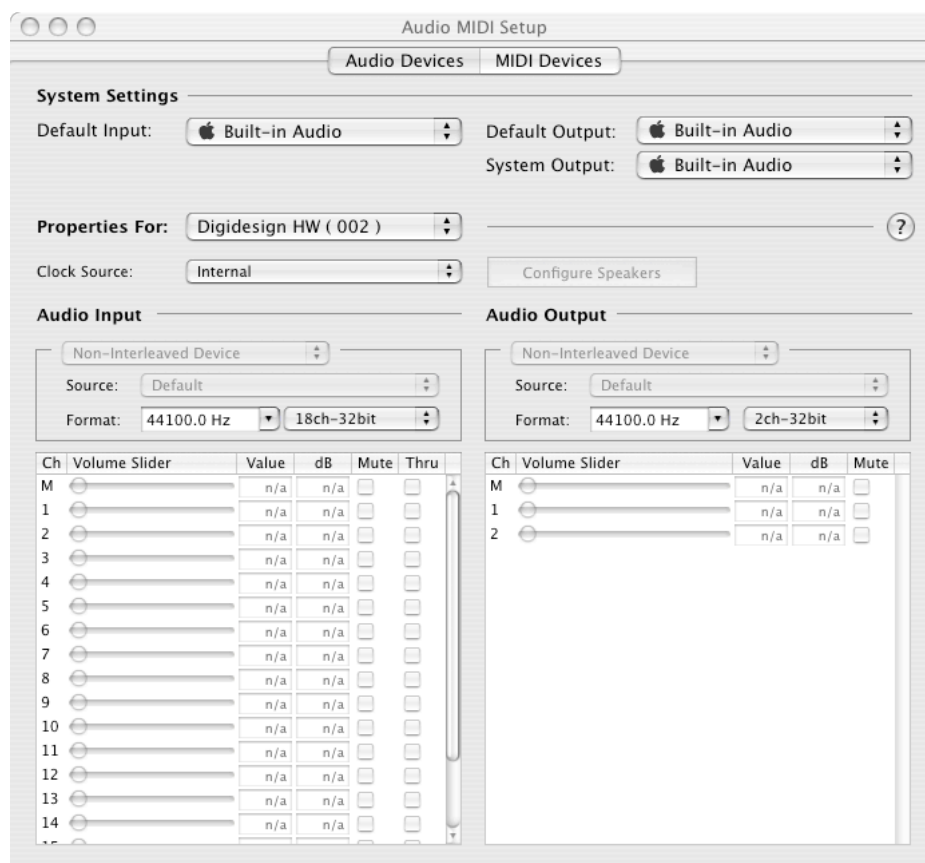 Audio MIDI Setup
Audio Devices MIDI Devices
System Settings
Default Input: Built-in Audio Default Output: Built-in Audio
System Output: Built-in Audio
Properties For: Digidesign HW ( 002 ) ?
Clock Source: Internal Configure Speakers
Audio Input Audio Output
Non-Interleaved Device Non-Interleaved Device
Source: Default Source: Default
Format: 44100.0 Hz 18ch-32bit Format: 44100.0 Hz 2ch-32bit
Ch Volume Slider Value dB Mute Thru Ch Volume Slider Value dB Mute
M n/a n/a M n/a n/a
1 n/a n/a 1 n/a n/a
2 n/a n/a 2 n/a n/a
3 n/a n/a
4 n/a n/a
5 n/a n/a
6 n/a n/a
7 n/a n/a
8 n/a n/a
9 n/a n/a
10 n/a n/a
11 n/a n/a
12 n/a n/a
13 n/a n/a
14 n/a n/a